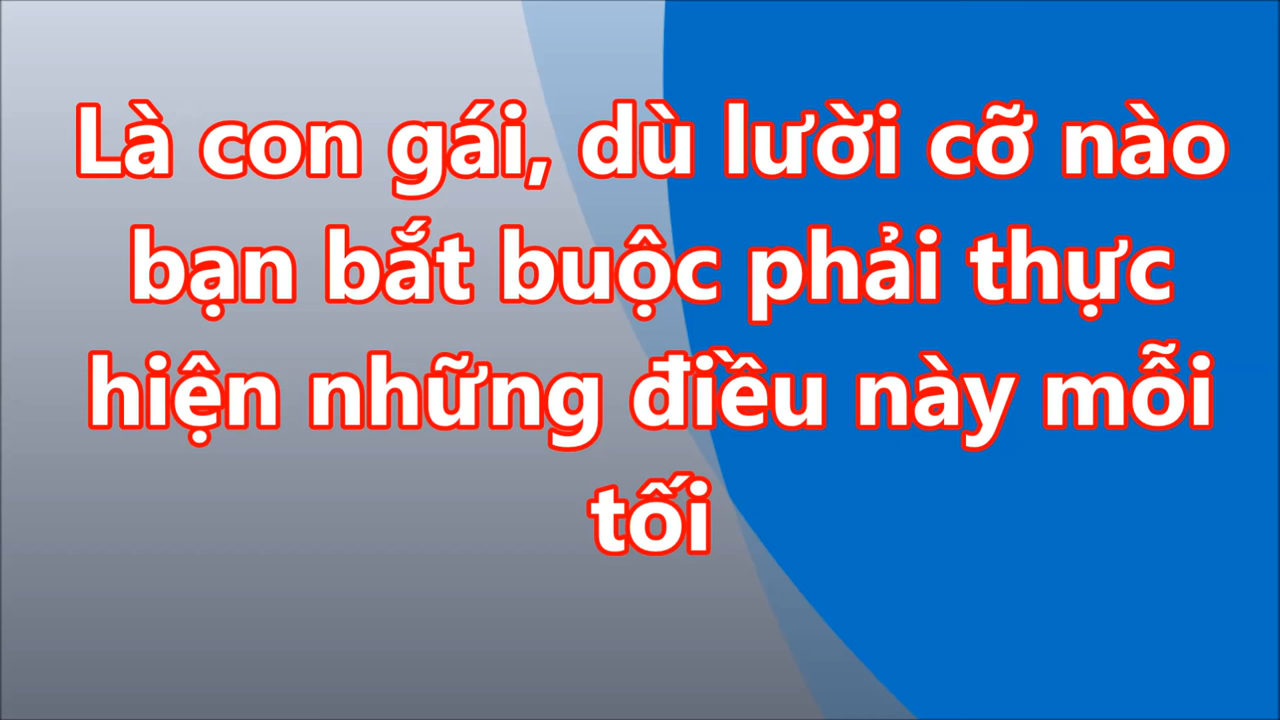 Là con gái, dù lười cỡ nào
bạn bắt buộc phải thực
hiện những điều này mỗi
tối